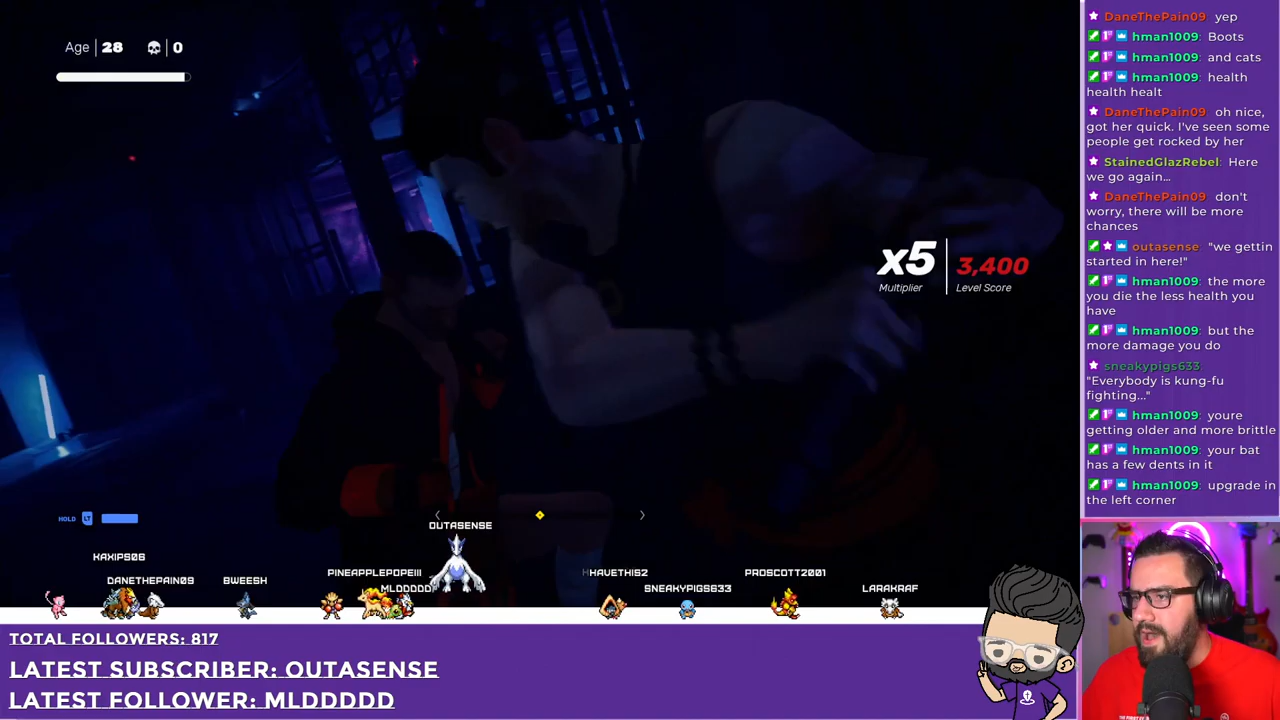 Age | 28 0
x5
Multiplier
3,400
Level Score
HOLD LT
OUTASENSE
KAXIPS06
DANETHEPAIN09
BWEESH
PINEAPPLEPOPEIII
MLDDDDD
HHAVETHIS2
SNEAKYPIGS633
PROSCOTT2001
LARAKRAF
TOTAL FOLLOWERS: 817
LATEST SUBSCRIBER: OUTASENSE
LATEST FOLLOWER: MLDDDDD
DaneThePain09 yep
hman1009: Boots
hman1009: and cats
hman1009: health
health healt
DaneThePain09 oh nice,
got her quick. I've seen some
people get rocked by her
StainedGlazRebel: Here
we go again...
DaneThePain09 don't
worry, there will be more
chances
outasense "we gettin
started in here!"
hman1009: the more
you die the less health you
have
hman1009: but the
more damage you do
sneakypigs633
"Everybody is kung-fu
fighting..."
hman1009: youre
getting older and more brittle
hman1009: your bat
has a few dents in it
hman1009: upgrade in
the left corner